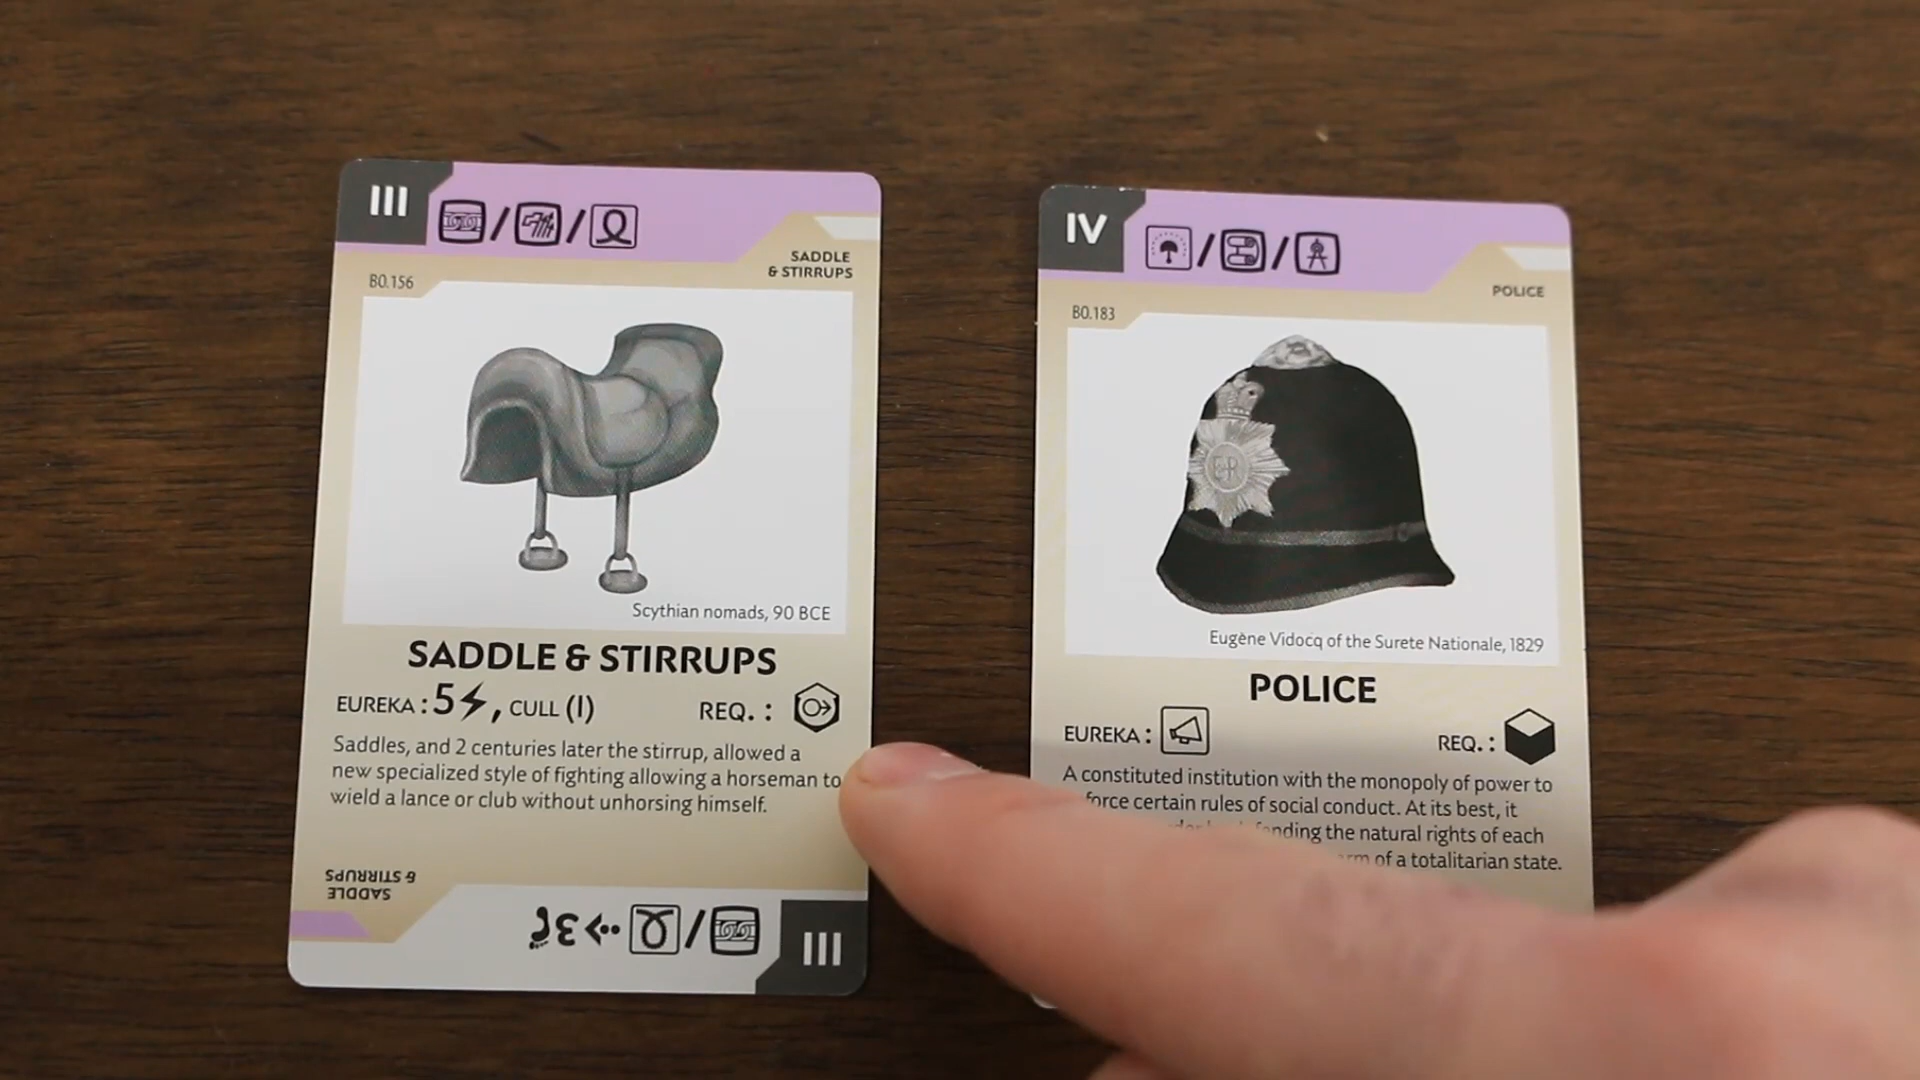 III
SADDLE
& STIRRUPS
BO.156
Scythian nomads, 90 BCE
SADDLE & STIRRUPS
EUREKA : 5⚡, CULL (I) REQ. :
Saddles, and 2 centuries later the stirrup, allowed a
new specialized style of fighting allowing a horseman to
wield a lance or club without unhorsing himself.
SADDLE
& STIRRUPS
III
IV
POLICE
BO.183
ER
Eugène Vidocq of the Surete Nationale, 1829
POLICE
EUREKA : REQ. :
A constituted institution with the monopoly of power to
force certain rules of social conduct. At its best, it
the natural rights of each
of a totalitarian state.